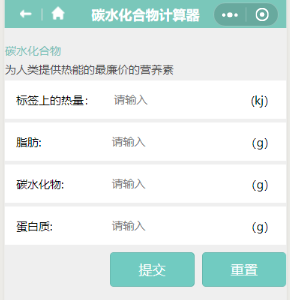 碳水化合物计算器
碳水化合物
为人类提供热能的最廉价的营养素
标签上的热量: 请输入 (kj)
脂肪: 请输入 (g)
碳水化物: 请输入 (g)
蛋白质: 请输入 (g)
提交 重置